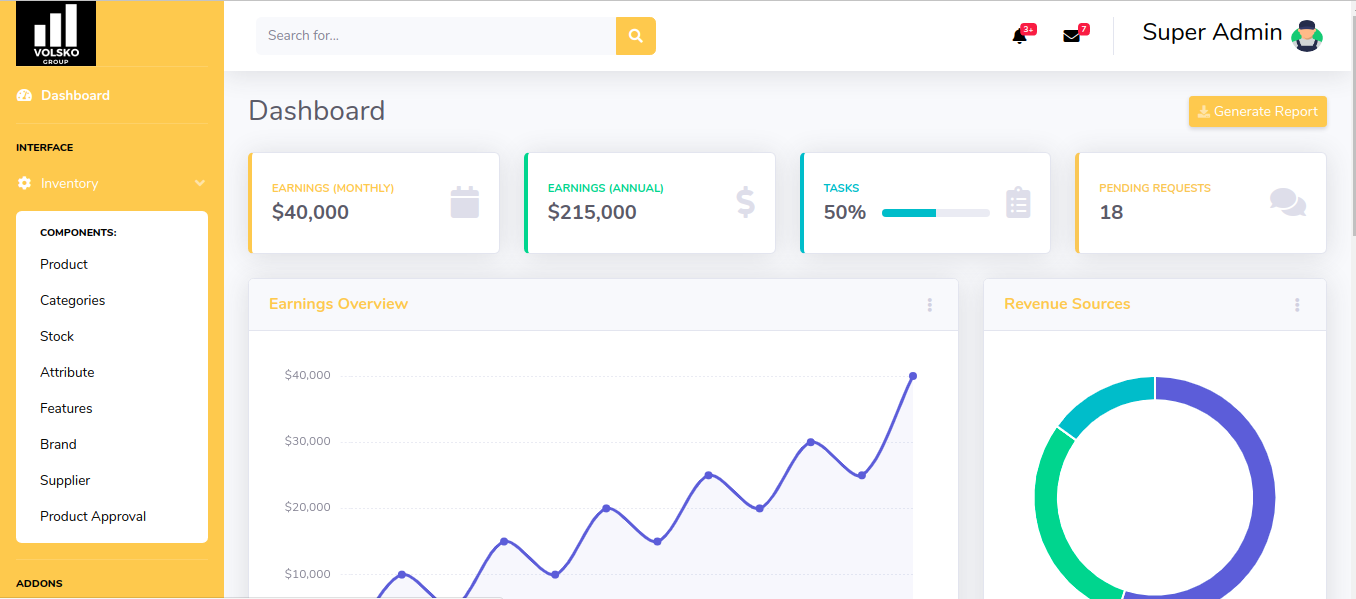 VOLSKO
GROUP
Dashboard
INTERFACE
Inventory
COMPONENTS:
Product
Categories
Stock
Attribute
Features
Brand
Supplier
Product Approval
ADDONS
Search for...
3+
7
Super Admin
Dashboard
Generate Report
EARNINGS (MONTHLY)
$40,000
EARNINGS (ANNUAL)
$215,000
TASKS
50%
PENDING REQUESTS
18
Earnings Overview
$40,000
$30,000
$20,000
$10,000
Revenue Sources